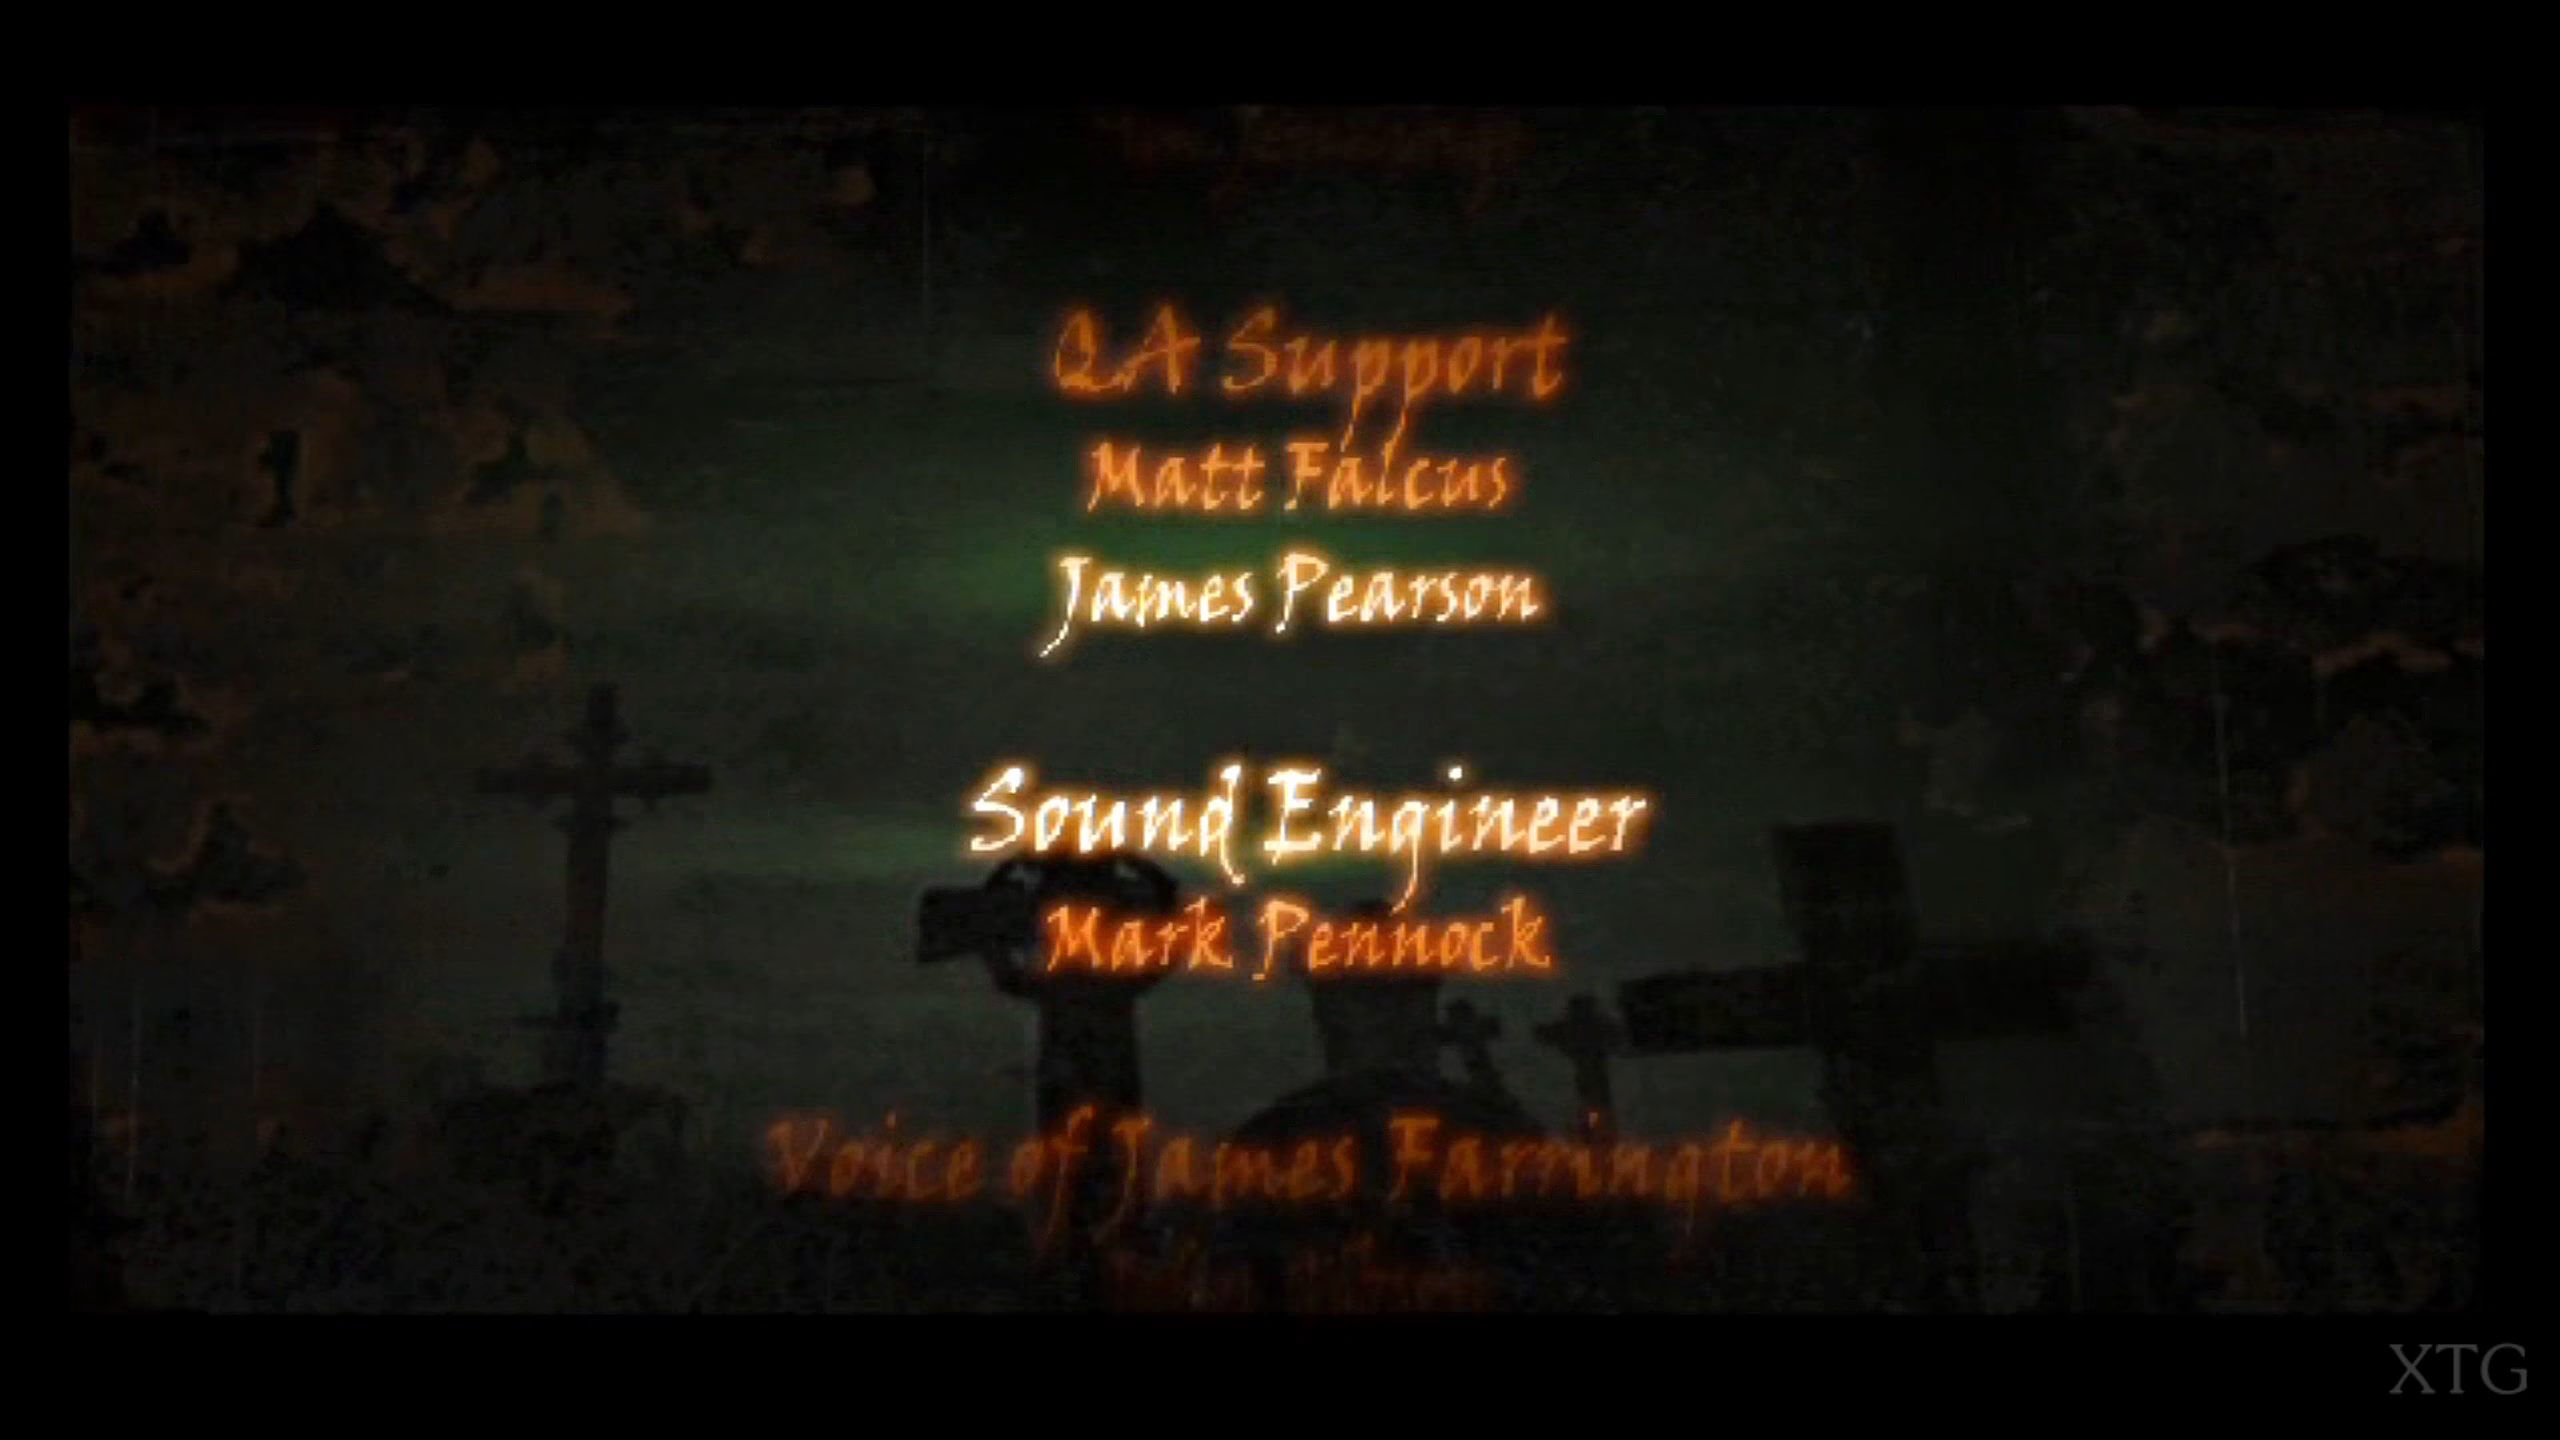 QA Support
Matt Falcus
James Pearson
Sound Engineer
Mark Pennock
Voice of James Farrington
XTG